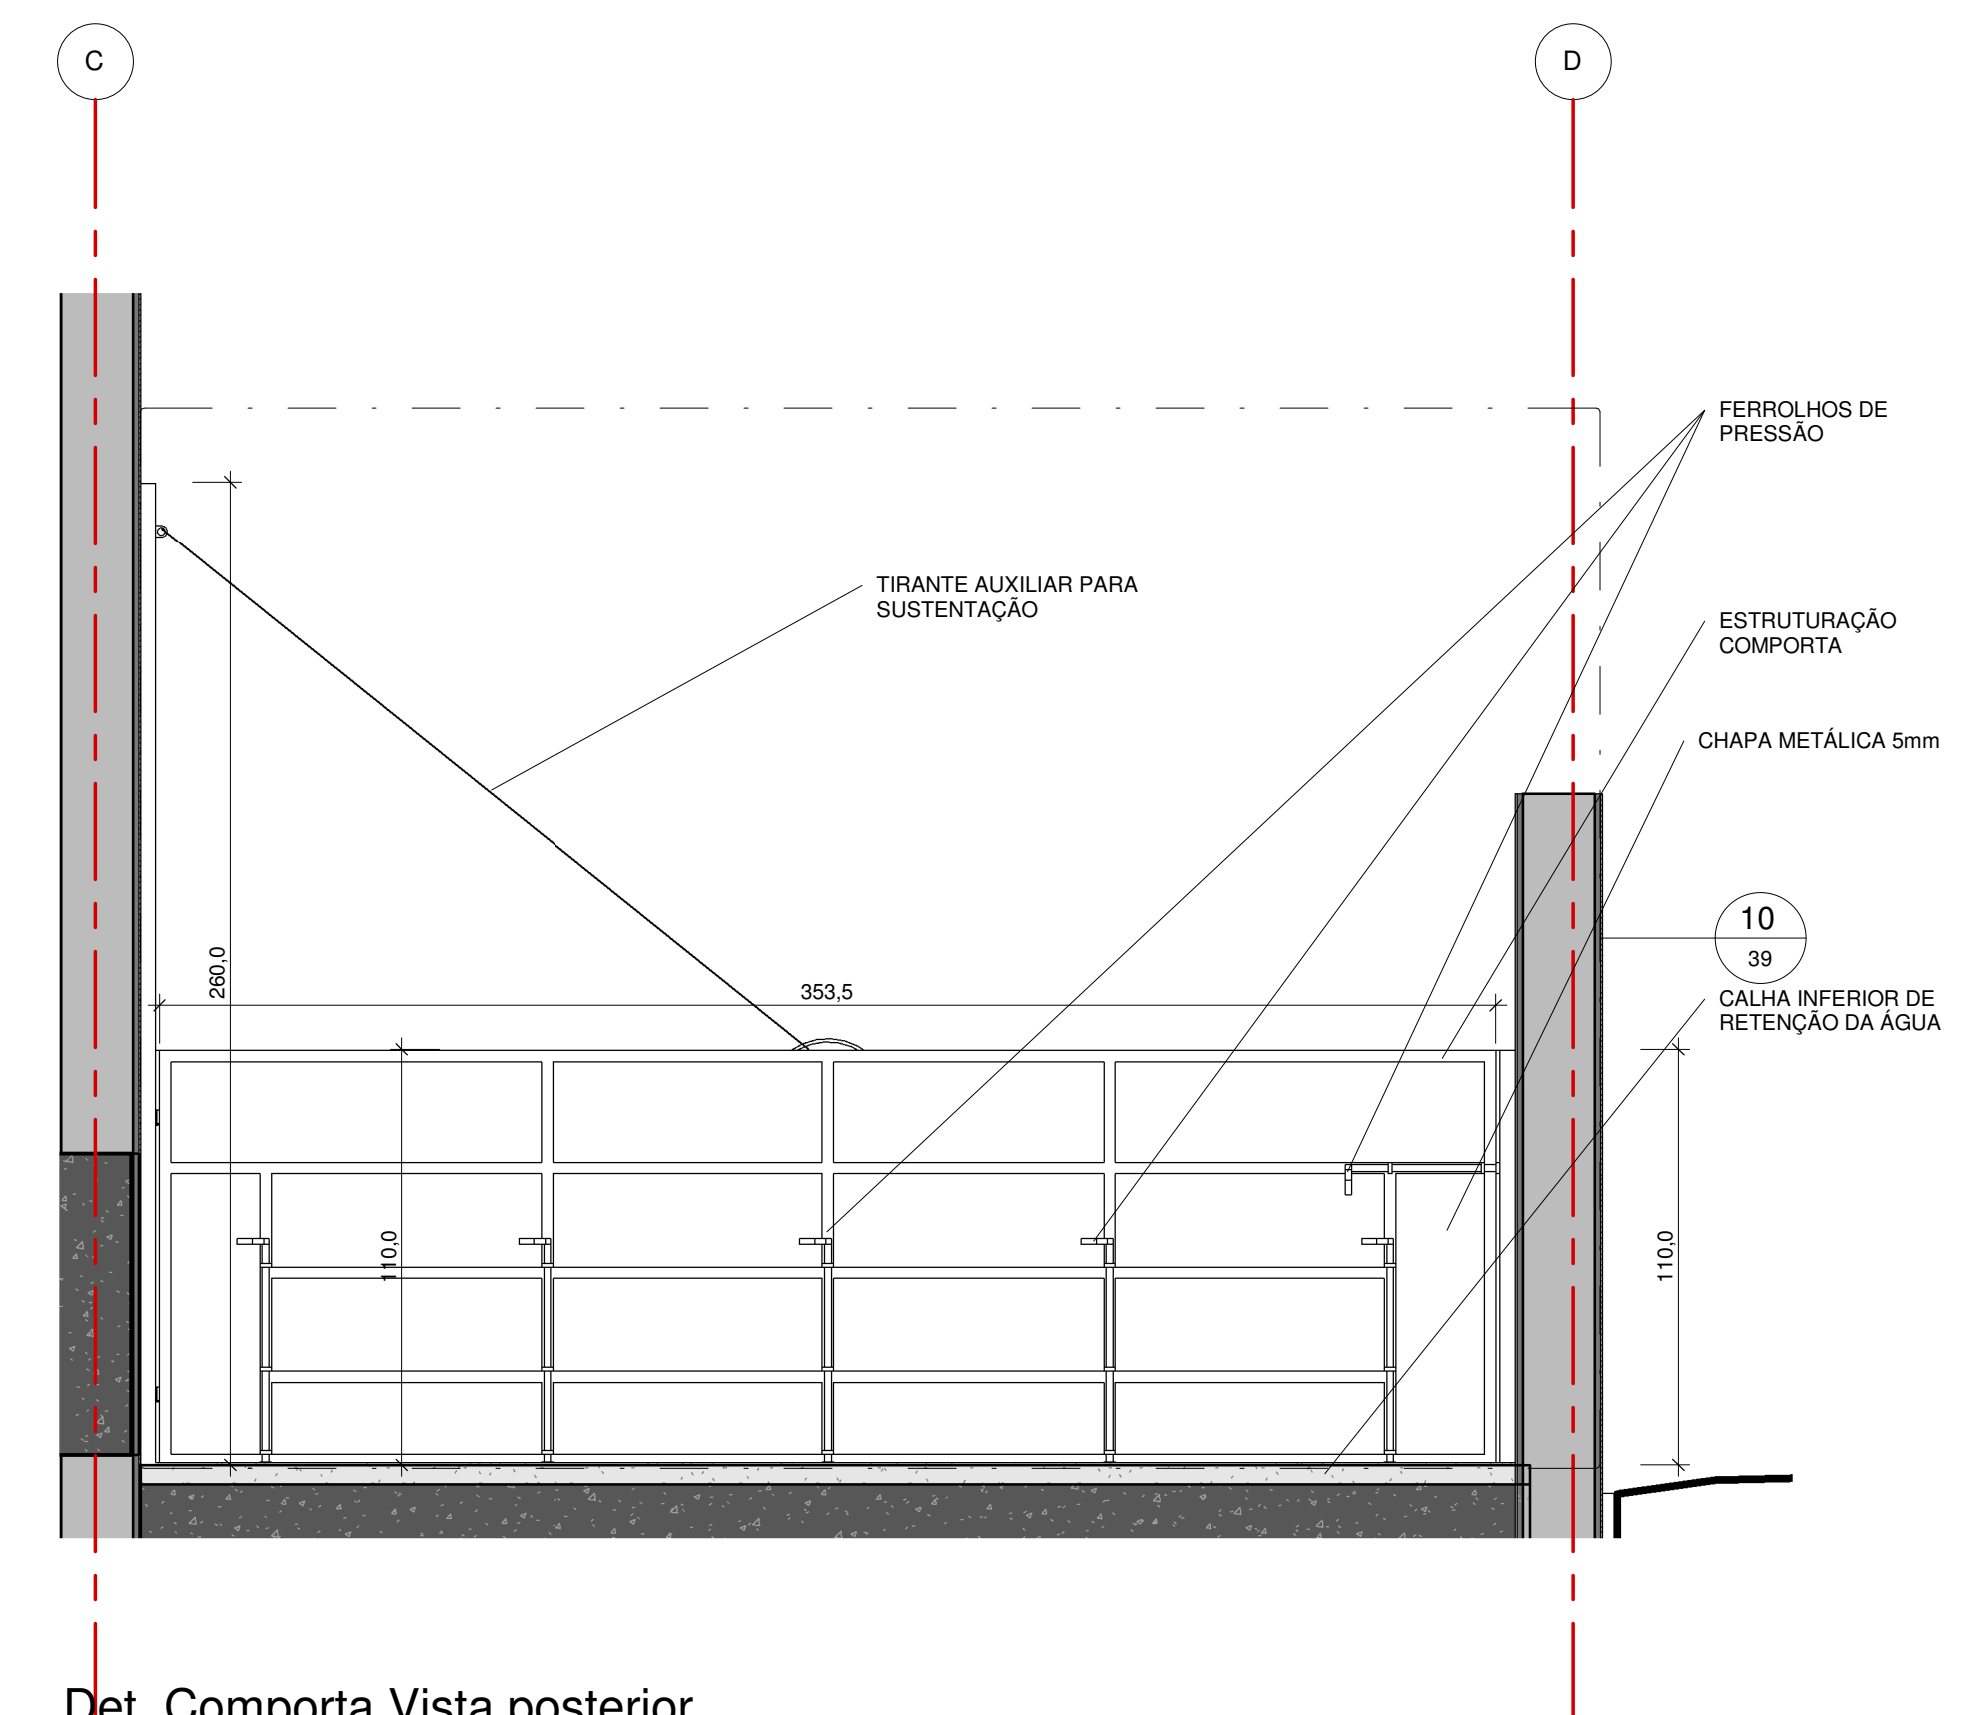 C
D
FERROLHOS DE
PRESSÃO
TIRANTE AUXILIAR PARA
SUSTENTAÇÃO
ESTRUTURAÇÃO
COMPORTA
CHAPA METÁLICA 5mm
10
39
260,0
353,5
CALHA INFERIOR DE
RETENÇÃO DA ÁGUA
110,0
110,0
Det. Comporta Vista posterior